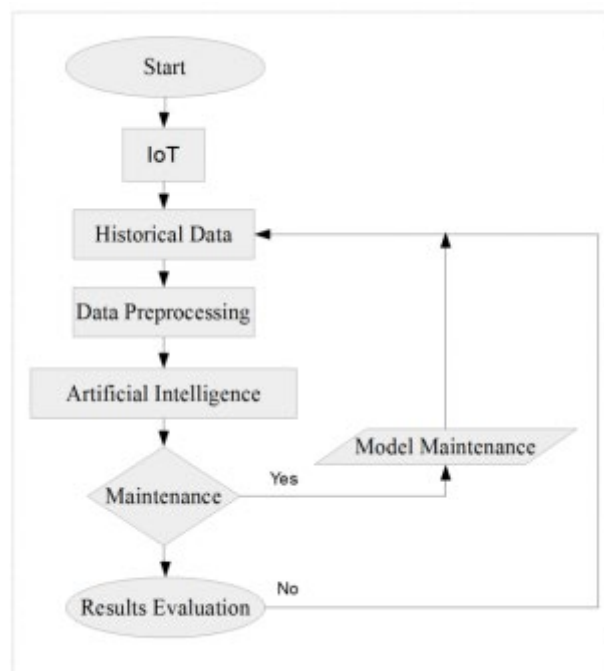 Start
IoT
Historical Data
Data Preprocessing
Artificial Intelligence
Model Maintenance
Maintenance
Yes
Results Evaluation
No